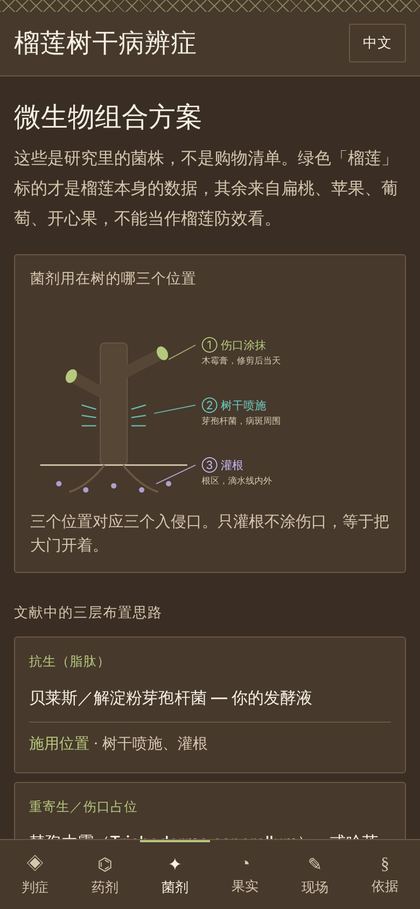 榴莲树干病辨症
中文
微生物组合方案
这些是研究里的菌株，不是购物清单。绿色「榴莲」
标的才是榴莲本身的数据，其余来自扁桃、苹果、葡
萄、开心果，不能当作榴莲防效看。
菌剂用在树的哪三个位置
① 伤口涂抹
木霉膏，修剪后当天
② 树干喷施
芽孢杆菌，病斑周围
③ 灌根
根区，滴水线内外
三个位置对应三个入侵口。只灌根不涂伤口，等于把
大门开着。
文献中的三层布置思路
抗生（脂肽）
贝莱斯／解淀粉芽孢杆菌 — 你的发酵液
施用位置 · 树干喷施、灌根
重寄生／伤口占位
判症
药剂
菌剂
果实
现场
§
依据